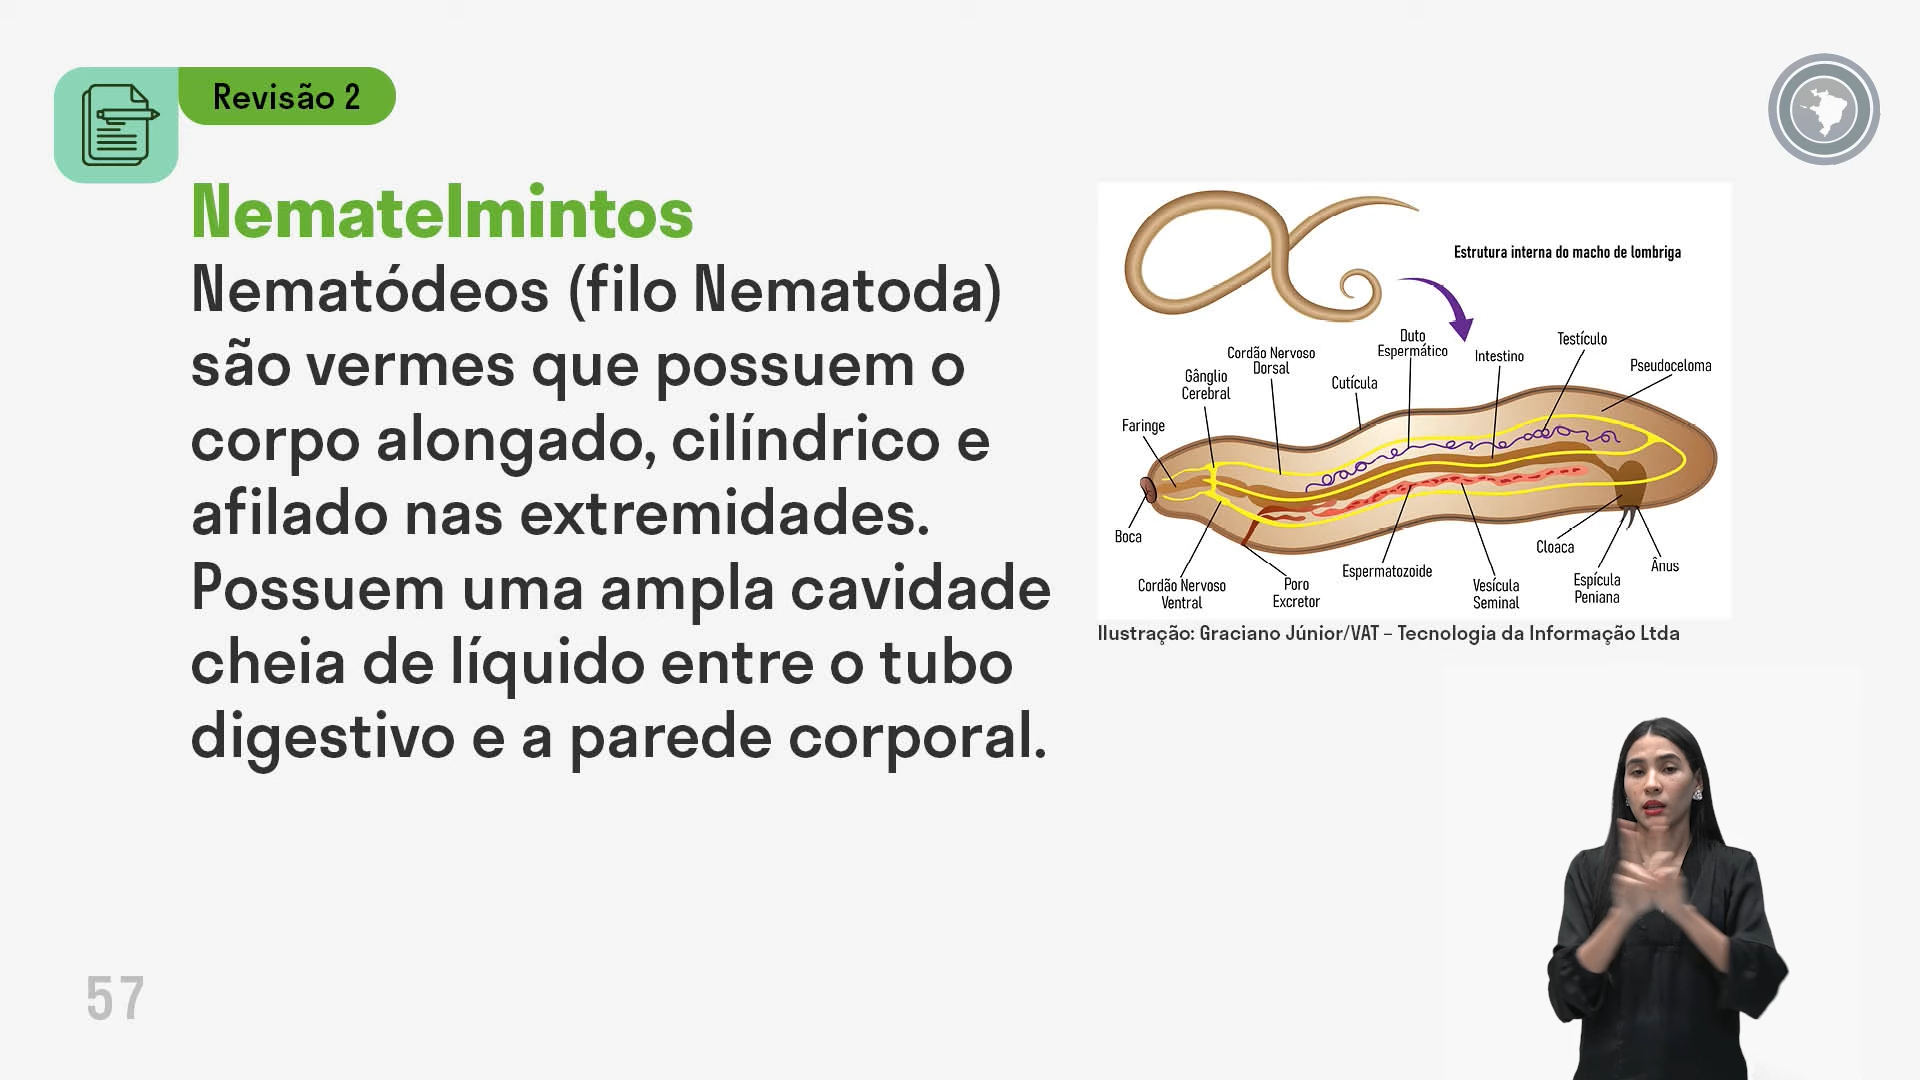 Revisão 2
Nematelmintos
Nematódeos (filo Nematoda)
são vermes que possuem o
corpo alongado, cilíndrico e
afilado nas extremidades.
Possuem uma ampla cavidade
cheia de líquido entre o tubo
digestivo e a parede corporal.
Estrutura interna do macho de lombriga
Faringe
Gânglio
Cerebral
Cordão Nervoso
Dorsal
Cutícula
Duto
Espermático
Intestino
Testículo
Pseudoceloma
Boca
Cordão Nervoso
Ventral
Poro
Excretor
Espermatozoide
Vesícula
Seminal
Cloaca
Espícula
Peniana
Ânus
Ilustração: Graciano Júnior/VAT – Tecnologia da Informação Ltda
57